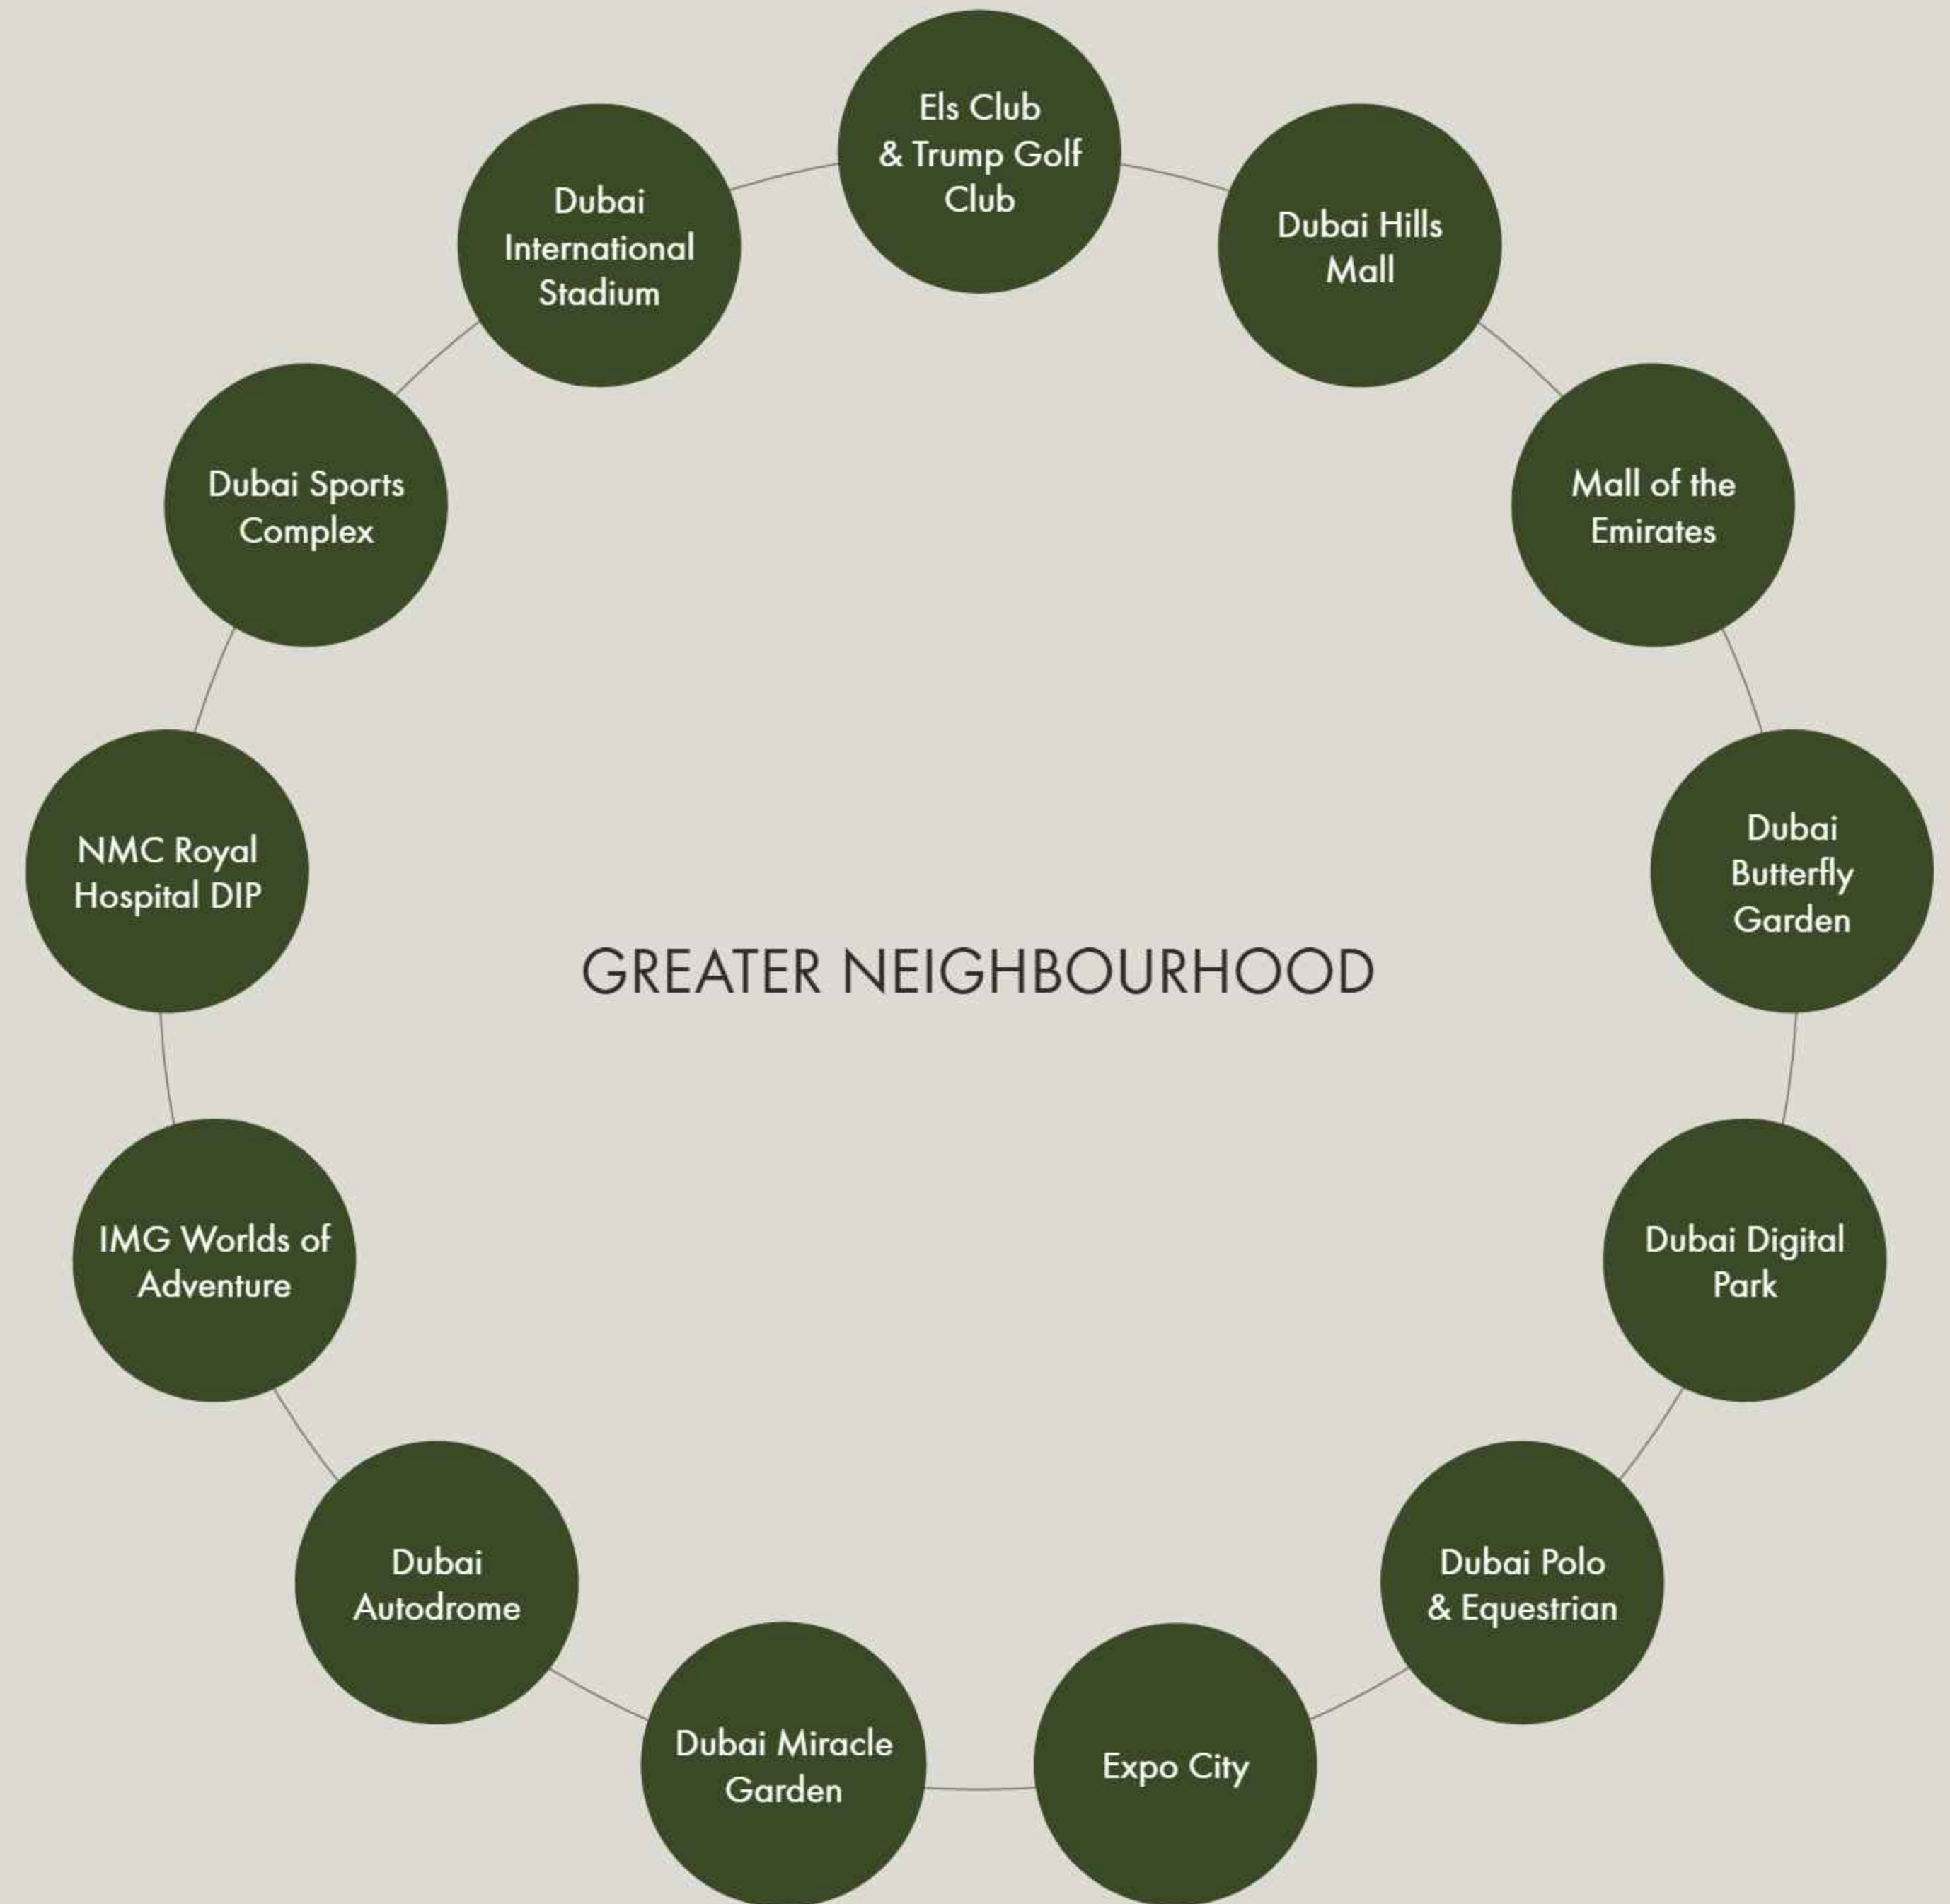 Els Club
& Trump Golf
Club
Dubai Hills
Mall
Mall of the
Emirates
Dubai
Butterfly
Garden
Dubai Digital
Park
Dubai Polo
& Equestrian
Expo City
Dubai Miracle
Garden
Dubai
Autodrome
IMG Worlds of
Adventure
NMC Royal
Hospital DIP
Dubai Sports
Complex
Dubai
International
Stadium
GREATER NEIGHBOURHOOD